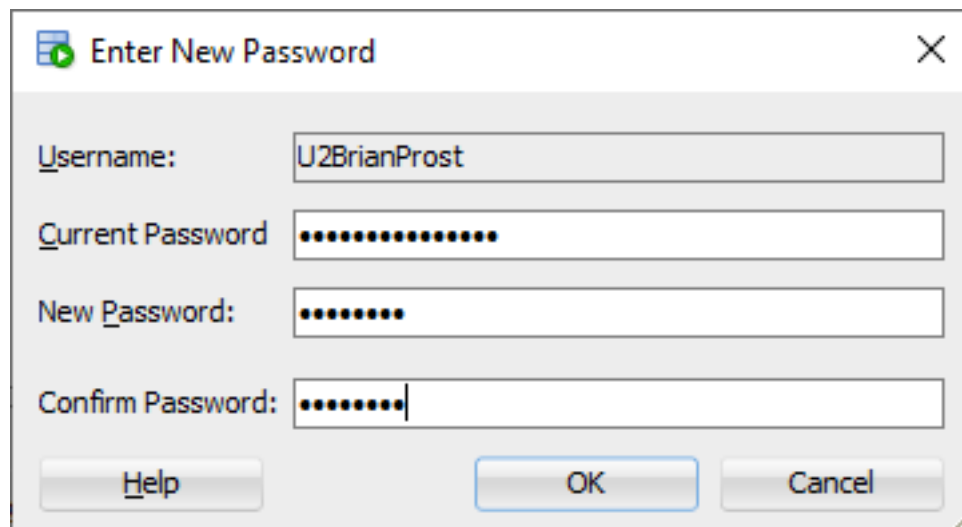 Enter New Password
Username: U2BrianProst
Current Password •••••••••••••••
New Password: ••••••••
Confirm Password: ••••••••
Help OK Cancel